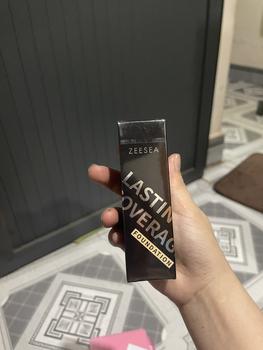 ZEESEA
LASTIN
OVERAG
FOUNDATION